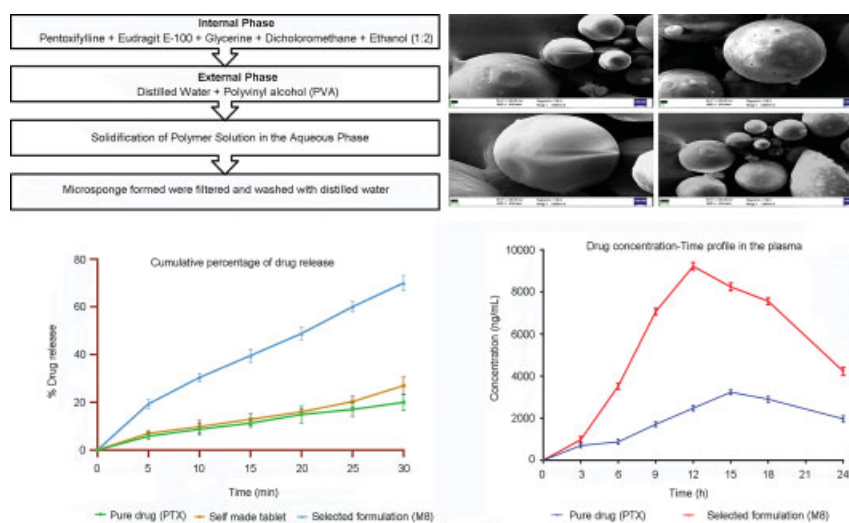 Internal Phase
Pentoxifylline + Eudragit E-100 + Glycerine + Dicholoromethane + Ethanol (1:2)
External Phase
Distilled Water + Polyvinyl alcohol (PVA)
Solidification of Polymer Solution in the Aqueous Phase
Microsponge formed were filtered and washed with distilled water
Cumulative percentage of drug release
% Drug release
80
60
40
20
0
0 5 10 15 20 25 30
Time (min)
Pure drug (PTX) Self made tablet Selected formulation (M8)
Drug concentration-Time profile in the plasma
Concentration (ng/mL)
10000
8000
6000
4000
2000
0
0 3 6 9 12 15 18 24
Time (h)
Pure drug (PTX) Selected formulation (M8)